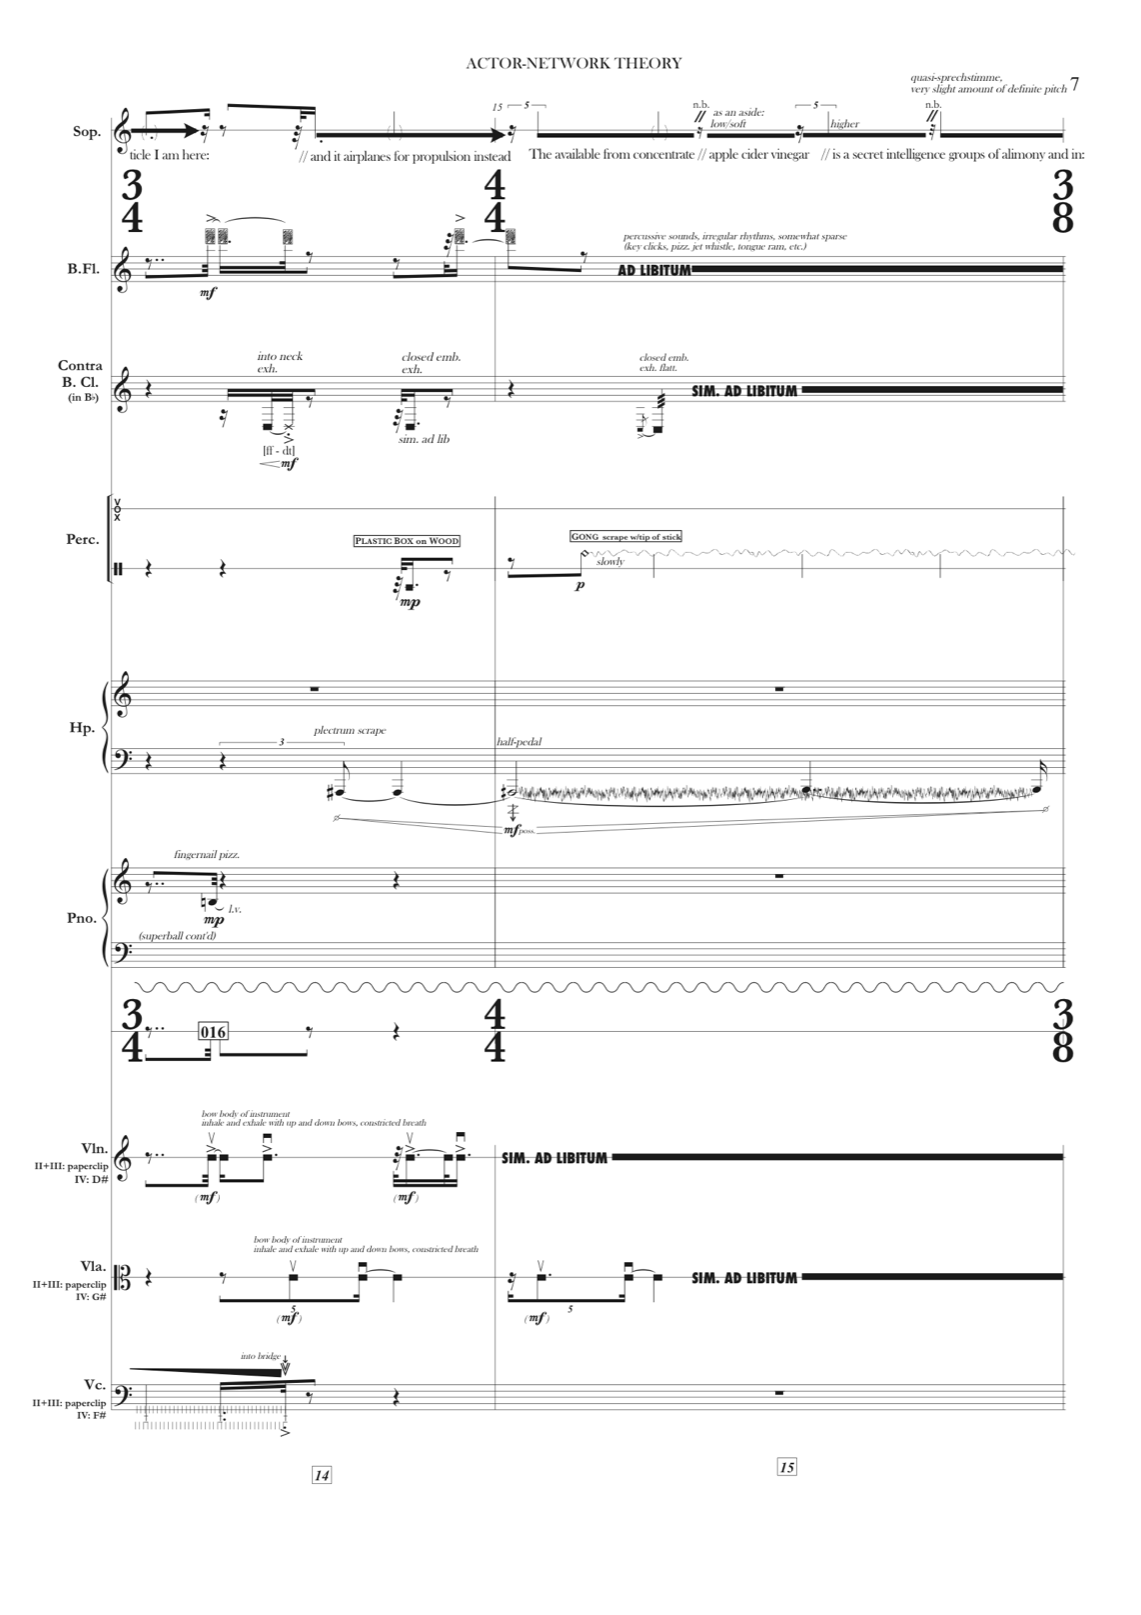 ACTOR-NETWORK THEORY
quasi-sprechstimme,
very slight amount of definite pitch 7
15 5 n.b. as an aside: 5 n.b.
low/soft higher
Sop.
ticle I am here: // and it airplanes for propulsion instead The available from concentrate // apple cider vinegar // is a secret intelligence groups of alimony and in:
3 4 3
4 4 8
percussive sounds, irregular rhythms, somewhat sparse
(key clicks, pizz. jet whistle, tongue ram, etc.)
B.Fl. AD LIBITUM
mf
into neck closed emb. closed emb.
exh. exh. exh. flatt.
Contra
B. Cl.
(in B♭)
SIM. AD LIBITUM
sim. ad lib
[ff - dt]
mf
VOX
Perc. PLASTIC BOX on WOOD GONG scrape w/tip of stick
slowly
mp p
Hp.
plectrum scrape
3 half-pedal
mf poss.
fingernail pizz.
l.v.
mp
Pno.
(superball cont'd)
3 4 3
4 4 8
016
bow body of instrument
inhale and exhale with up and down bows, constricted breath
Vln.
II+III: paperclip
IV: D#
SIM. AD LIBITUM
(mf) (mf)
bow body of instrument
inhale and exhale with up and down bows, constricted breath
Vla.
II+III: paperclip
IV: G#
SIM. AD LIBITUM
5 5
(mf) (mf)
into bridge
Vc.
II+III: paperclip
IV: F#
14 15